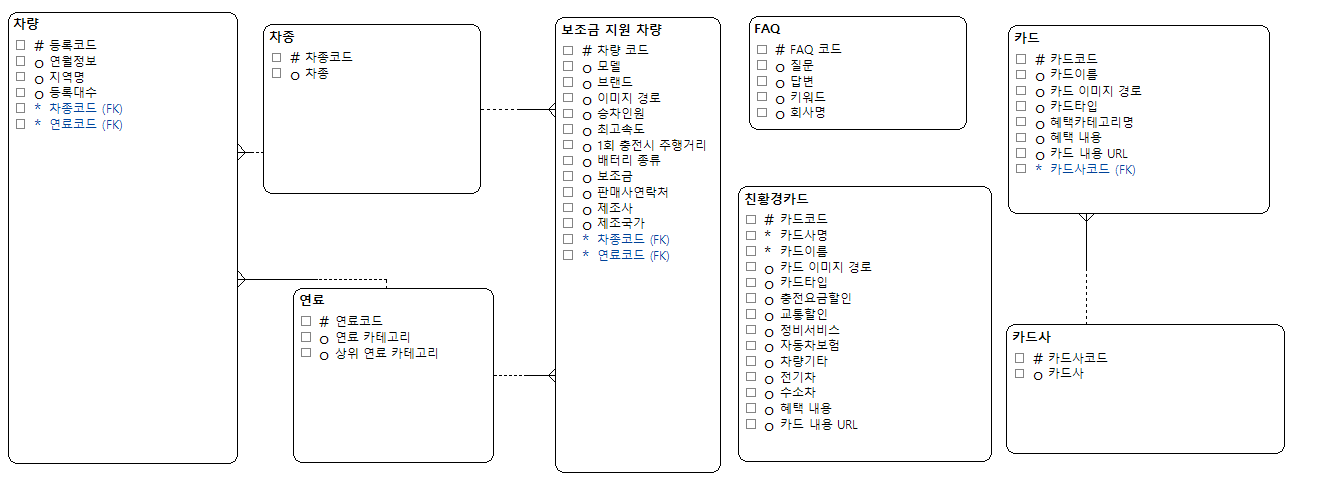 차량
# 등록코드
o 연월정보
o 지역명
o 등록대수
* 차종코드 (FK)
* 연료코드 (FK)
차종
# 차종코드
o 차종
연료
# 연료코드
o 연료 카테고리
o 상위 연료 카테고리
보조금 지원 차량
# 차량 코드
o 모델
o 브랜드
o 이미지 경로
o 승차인원
o 최고속도
o 1회 충전시 주행거리
o 배터리 종류
o 보조금
o 판매사연락처
o 제조사
o 제조국가
* 차종코드 (FK)
* 연료코드 (FK)
FAQ
# FAQ 코드
o 질문
o 답변
o 키워드
o 회사명
친황경카드
# 카드코드
* 카드사명
* 카드이름
o 카드 이미지 경로
o 카드타입
o 충전요금할인
o 교통할인
o 정비서비스
o 자동차보험
o 차량기타
o 전기차
o 수소차
o 혜택 내용
o 카드 내용 URL
카드
# 카드코드
o 카드이름
o 카드 이미지 경로
o 카드타입
o 혜택카테고리명
o 혜택 내용
o 카드 내용 URL
* 카드사코드 (FK)
카드사
# 카드사코드
o 카드사